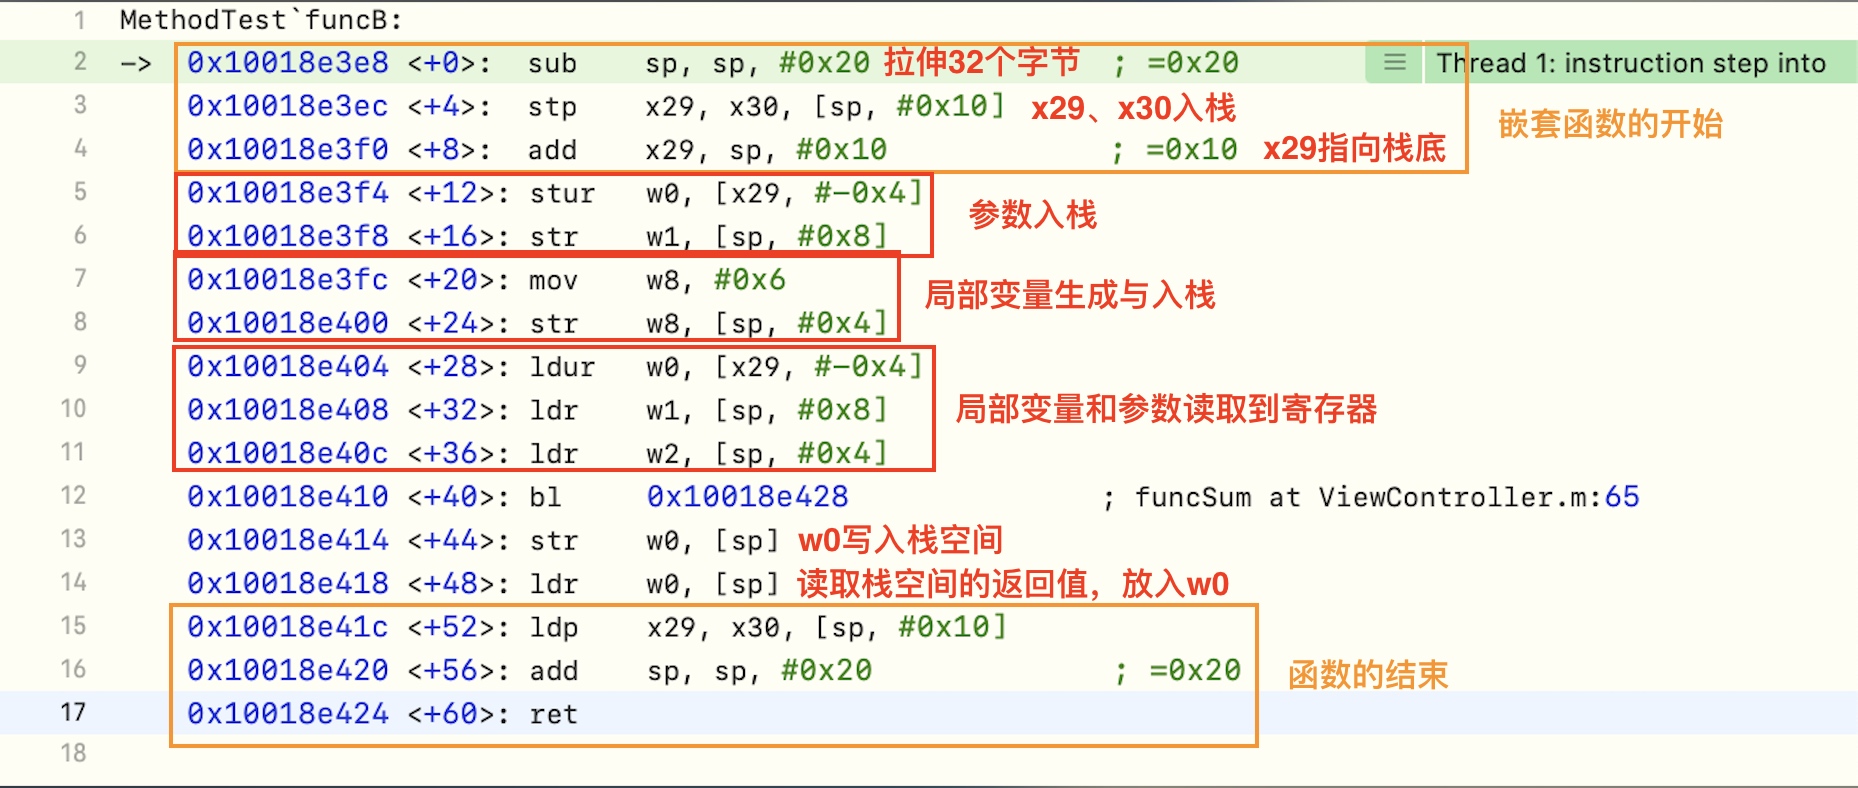 1 MethodTest`funcB:
2 -> 0x10018e3e8 <+0>: sub sp, sp, #0x20 拉伸32个字节 ; =0x20 Thread 1: instruction step into
3 0x10018e3ec <+4>: stp x29, x30, [sp, #0x10] x29、x30入栈
嵌套函数的开始
4 0x10018e3f0 <+8>: add x29, sp, #0x10 ; =0x10 x29指向栈底
5 0x10018e3f4 <+12>: stur w0, [x29, #-0x4]
参数入栈
6 0x10018e3f8 <+16>: str w1, [sp, #0x8]
7 0x10018e3fc <+20>: mov w8, #0x6
局部变量生成与入栈
8 0x10018e400 <+24>: str w8, [sp, #0x4]
9 0x10018e404 <+28>: ldur w0, [x29, #-0x4]
10 0x10018e408 <+32>: ldr w1, [sp, #0x8] 局部变量和参数读取到寄存器
11 0x10018e40c <+36>: ldr w2, [sp, #0x4]
12 0x10018e410 <+40>: bl 0x10018e428 ; funcSum at ViewController.m:65
13 0x10018e414 <+44>: str w0, [sp] w0写入栈空间
14 0x10018e418 <+48>: ldr w0, [sp] 读取栈空间的返回值，放入w0
15 0x10018e41c <+52>: ldp x29, x30, [sp, #0x10]
16 0x10018e420 <+56>: add sp, sp, #0x20 ; =0x20 函数的结束
17 0x10018e424 <+60>: ret
18